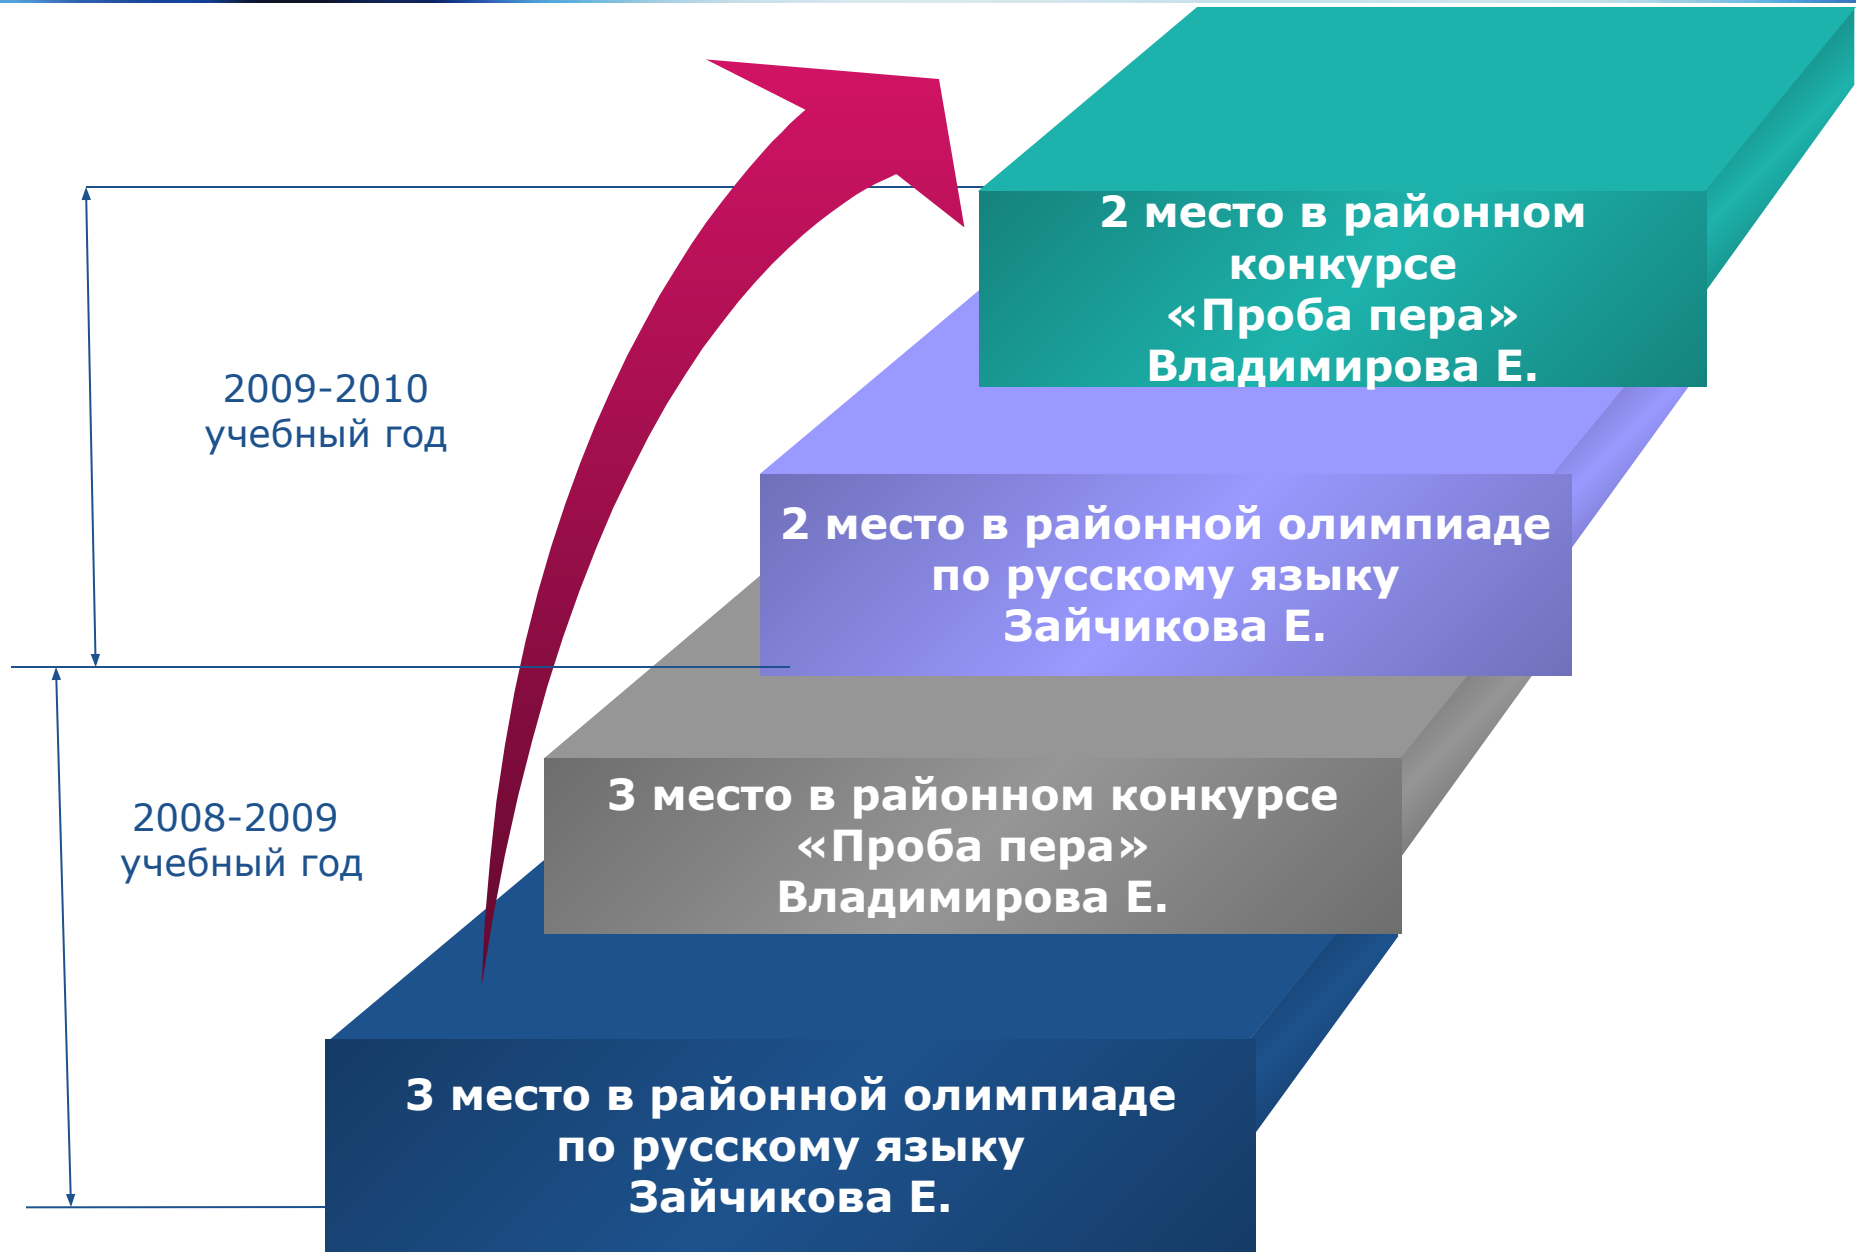 2 место в районном
конкурсе
«Проба пера»
Владимирова Е.
2009-2010
учебный год
2 место в районной олимпиаде
по русскому языку
Зайчикова Е.
3 место в районном конкурсе
«Проба пера»
Владимирова Е.
2008-2009
учебный год
3 место в районной олимпиаде
по русскому языку
Зайчикова Е.